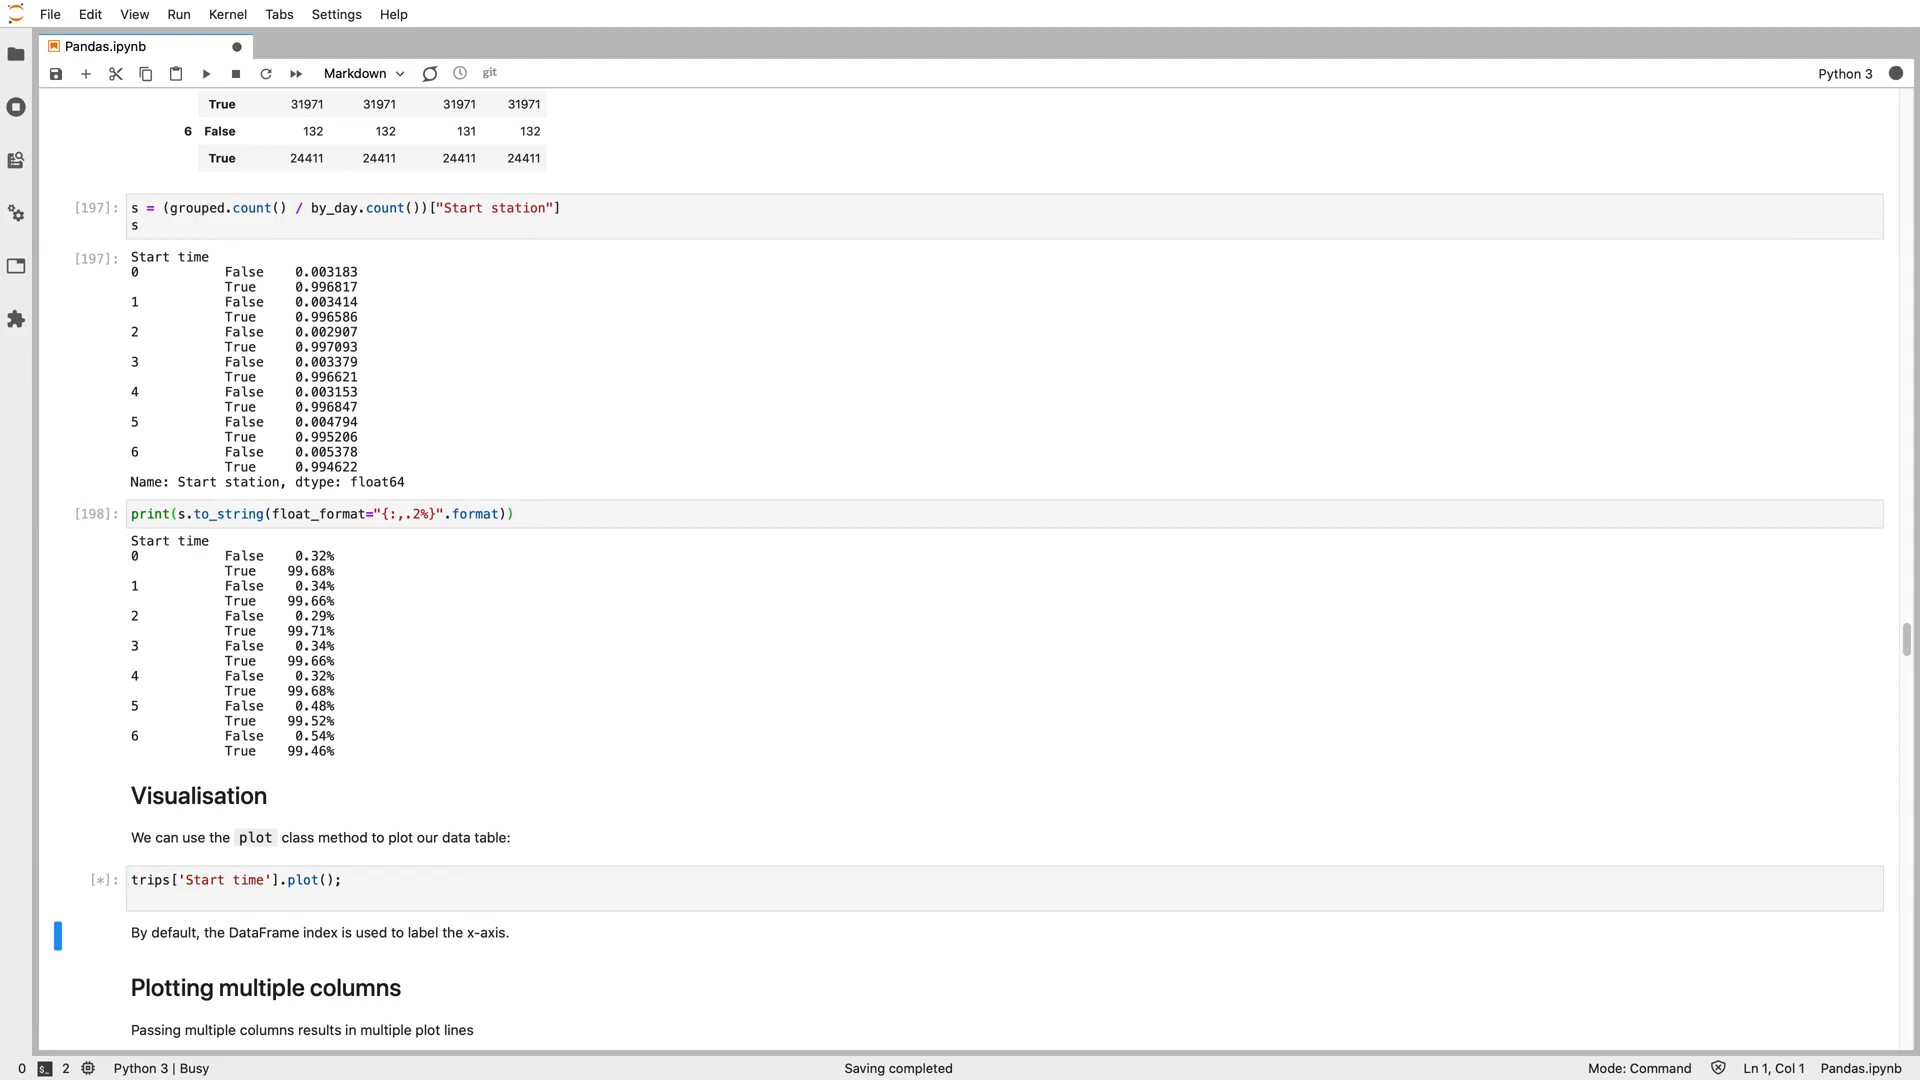 File Edit View Run Kernel Tabs Settings Help
Pandas.ipynb
Markdown git Python 3
True 31971 31971 31971 31971
6 False 132 132 131 132
True 24411 24411 24411 24411
[197]: s = (grouped.count() / by_day.count())["Start station"]
s
[197]: Start time
0 False 0.003183
True 0.996817
1 False 0.003414
True 0.996586
2 False 0.002907
True 0.997093
3 False 0.003379
True 0.996621
4 False 0.003153
True 0.996847
5 False 0.004794
True 0.995206
6 False 0.005378
True 0.994622
Name: Start station, dtype: float64
[198]: print(s.to_string(float_format="{:,.2%}".format))
Start time
0 False 0.32%
True 99.68%
1 False 0.34%
True 99.66%
2 False 0.29%
True 99.71%
3 False 0.34%
True 99.66%
4 False 0.32%
True 99.68%
5 False 0.48%
True 99.52%
6 False 0.54%
True 99.46%
Visualisation
We can use the plot class method to plot our data table:
[*]: trips['Start time'].plot();
By default, the DataFrame index is used to label the x-axis.
Plotting multiple columns
Passing multiple columns results in multiple plot lines
0 2 Python 3 | Busy Saving completed Mode: Command Ln 1, Col 1 Pandas.ipynb